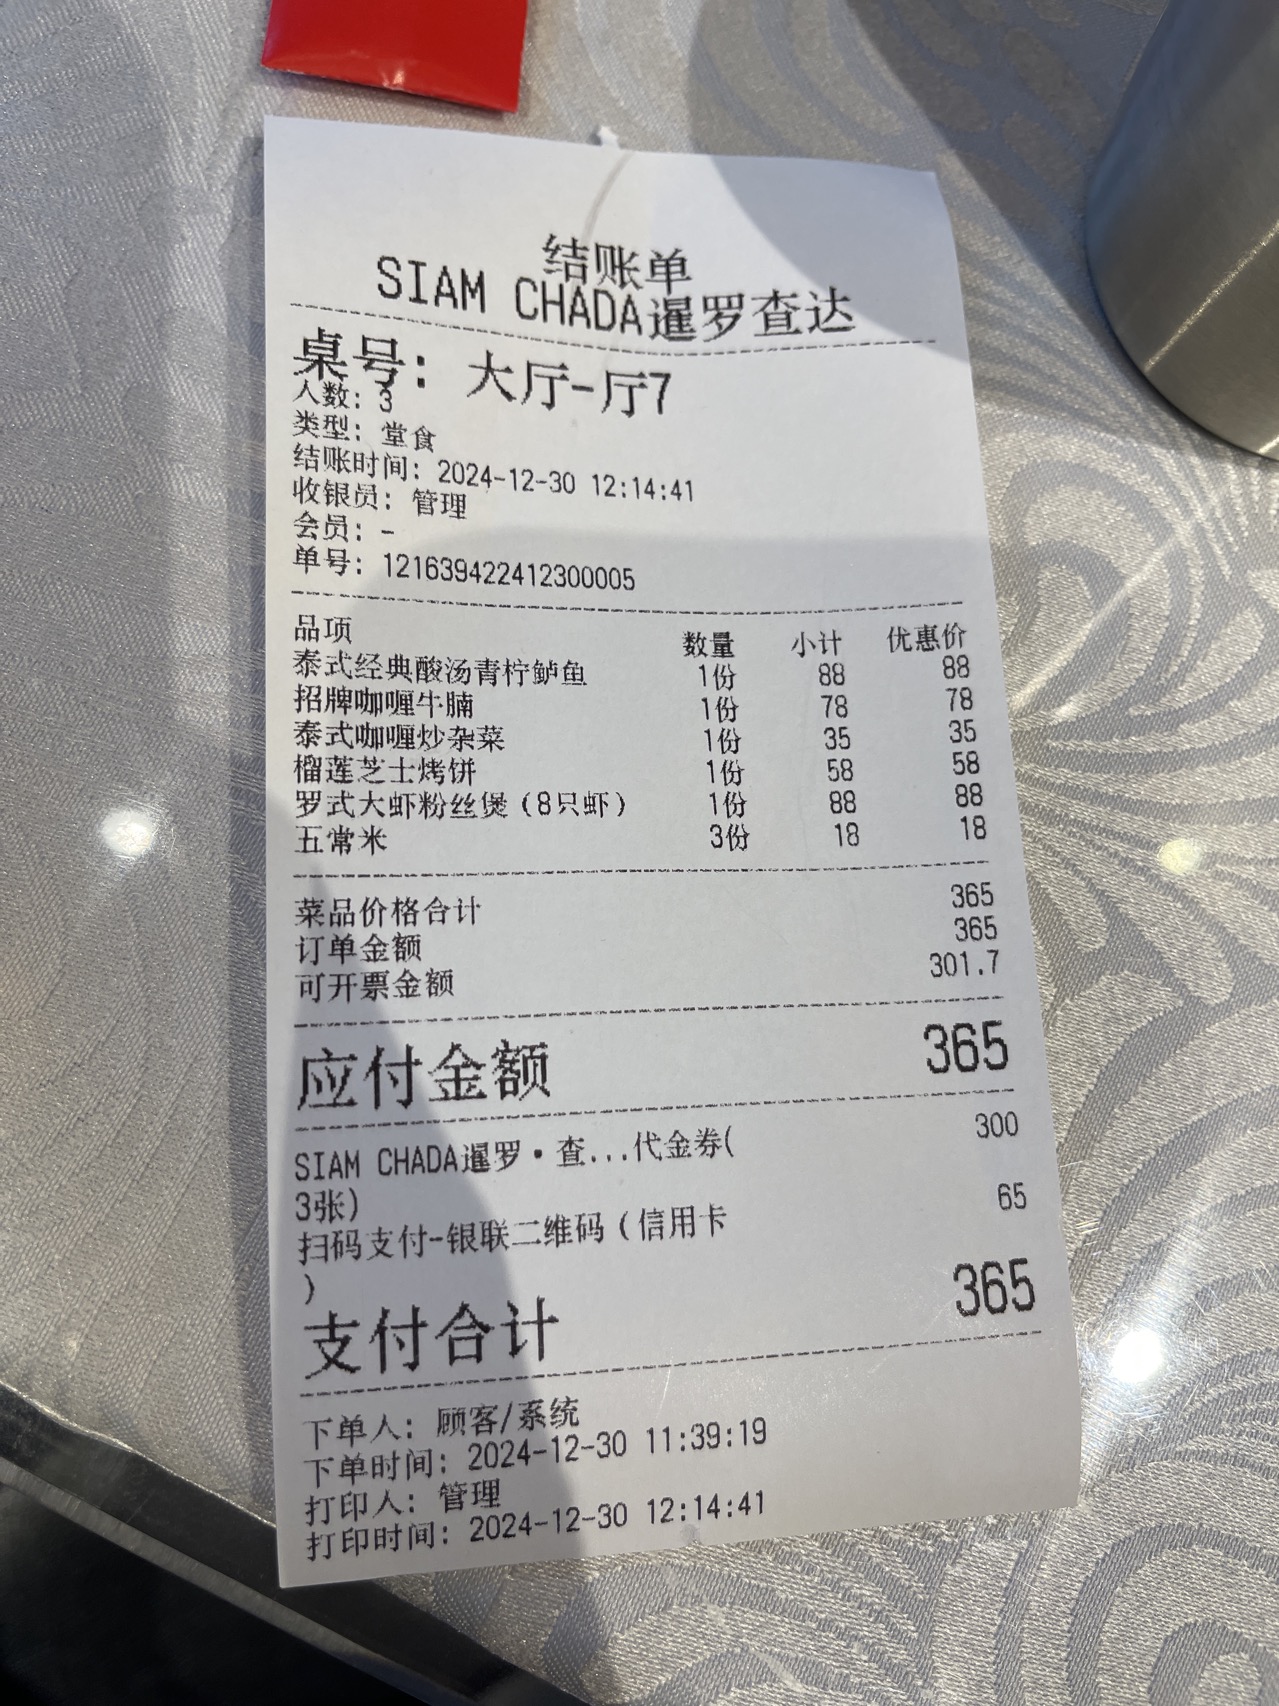 结账单
SIAM CHADA暹罗查达
桌号: 大厅-厅7
人数: 3
类型: 堂食
结账时间: 2024-12-30 12:14:41
收银员: 管理
会员: -
单号: 121639422412300005
品项 数量 小计 优惠价
泰式经典酸汤青柠鲈鱼 1份 88 88
招牌咖喱牛腩 1份 78 78
泰式咖喱炒杂菜 1份 35 35
榴莲芝士烤饼 1份 58 58
罗式大虾粉丝煲(8只虾) 1份 88 88
五常米 3份 18 18
菜品价格合计 365
订单金额 365
可开票金额 301.7
应付金额 365
SIAM CHADA暹罗·查...代金券( 300
3张)
扫码支付-银联二维码(信用卡 65
)
支付合计 365
下单人: 顾客/系统
下单时间: 2024-12-30 11:39:19
打印人: 管理
打印时间: 2024-12-30 12:14:41